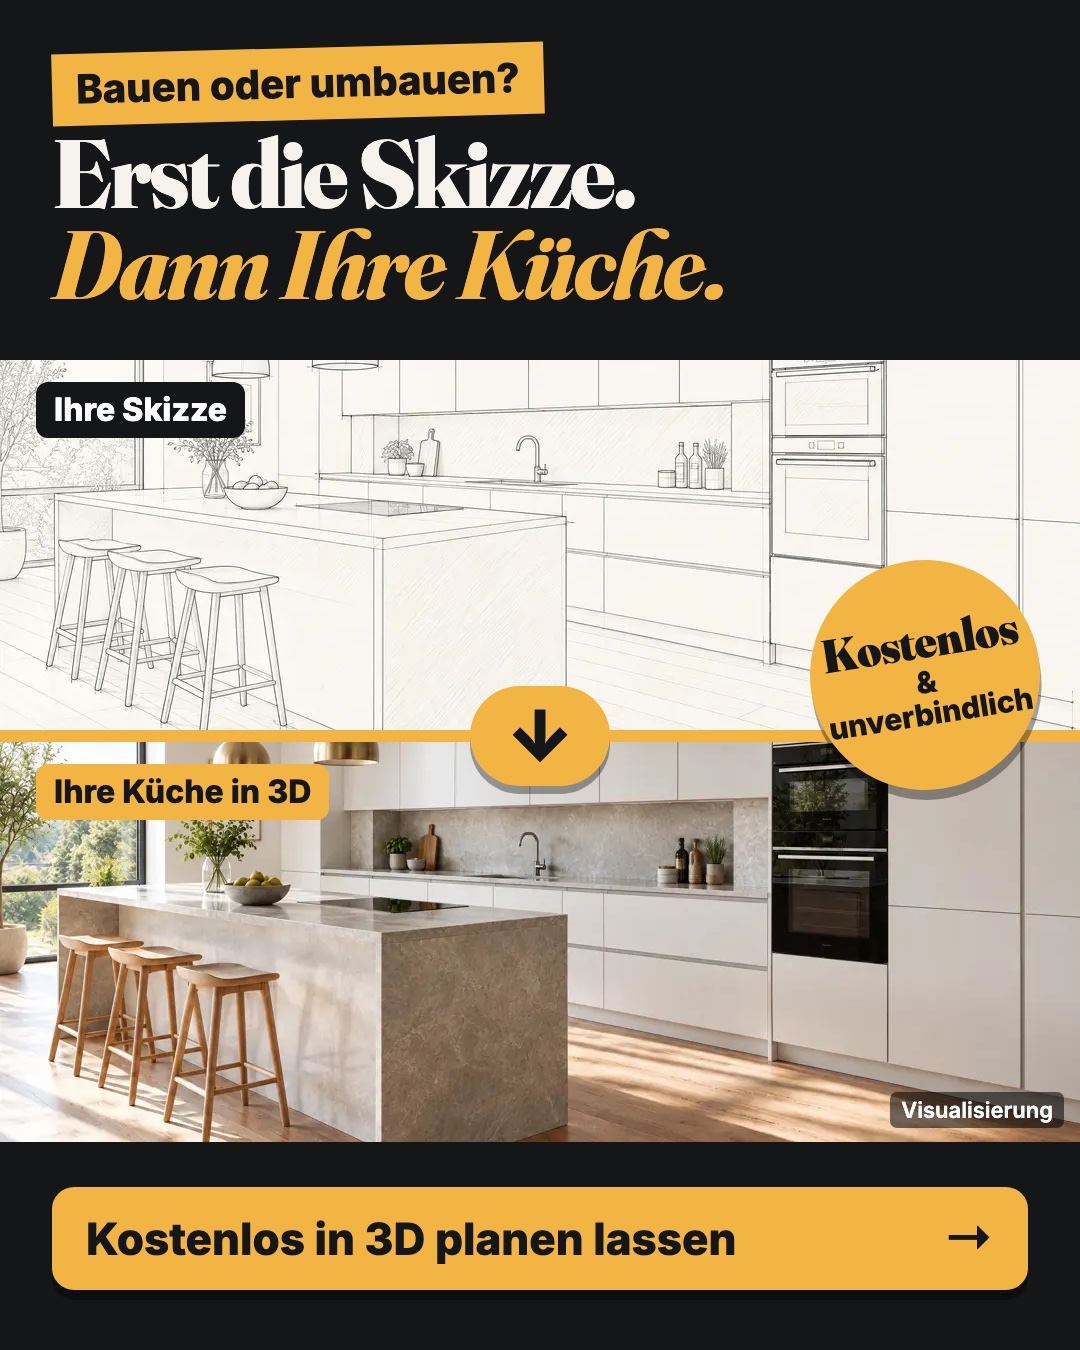 Bauen oder umbauen?
Erst die Skizze.
Dann Ihre Küche.
Ihre Skizze
Kostenlos
&
unverbindlich
Ihre Küche in 3D
Visualisierung
Kostenlos in 3D planen lassen →